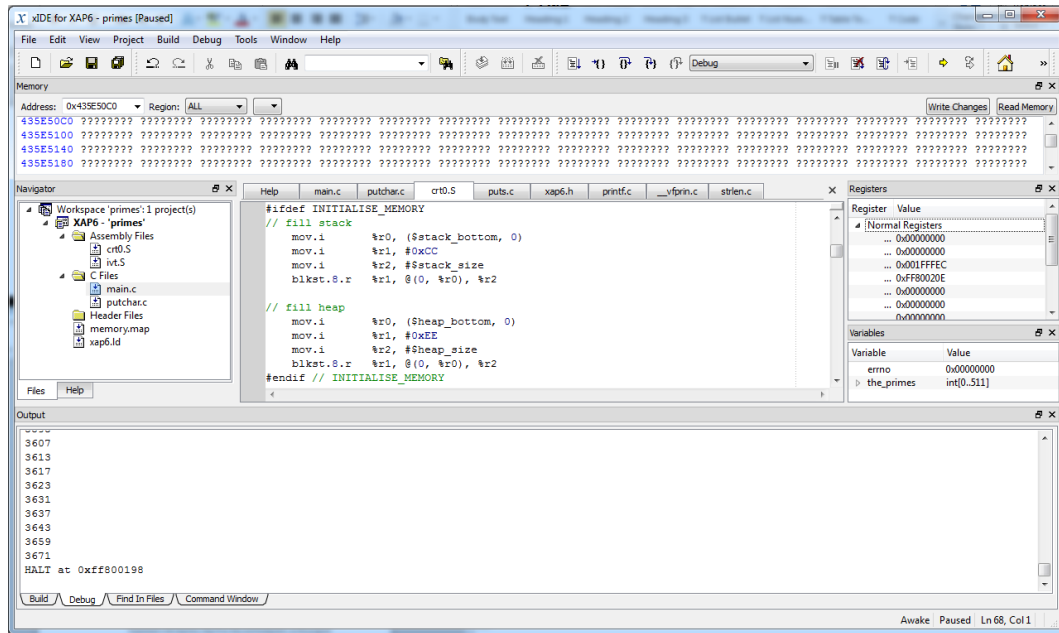 xIDE for XAP6 - primes [Paused]
File Edit View Project Build Debug Tools Window Help
Debug
Memory
Address: 0x435E50C0 Region: ALL Write Changes Read Memory
435E50C0 ???????? ???????? ???????? ???????? ???????? ???????? ???????? ???????? ???????? ???????? ???????? ???????? ???????? ???????? ???????? ????????
435E5100 ???????? ???????? ???????? ???????? ???????? ???????? ???????? ???????? ???????? ???????? ???????? ???????? ???????? ???????? ???????? ????????
435E5140 ???????? ???????? ???????? ???????? ???????? ???????? ???????? ???????? ???????? ???????? ???????? ???????? ???????? ???????? ???????? ????????
435E5180 ???????? ???????? ???????? ???????? ???????? ???????? ???????? ???????? ???????? ???????? ???????? ???????? ???????? ???????? ???????? ????????
Navigator
Workspace 'primes': 1 project(s)
XAP6 - 'primes'
Assembly Files
crt0.S
ivt.S
C Files
main.c
putchar.c
Header Files
memory.map
xap6.ld
Files Help
Help main.c putchar.c crt0.S puts.c xap6.h printf.c __vfprin.c strlen.c
#ifdef INITIALISE_MEMORY
// fill stack
mov.i %r0, ($stack_bottom, 0)
mov.i %r1, #0xCC
mov.i %r2, #$stack_size
blkst.8.r %r1, @(0, %r0), %r2
// fill heap
mov.i %r0, ($heap_bottom, 0)
mov.i %r1, #0xEE
mov.i %r2, #$heap_size
blkst.8.r %r1, @(0, %r0), %r2
#endif // INITIALISE_MEMORY
Registers
Register Value
Normal Registers
... 0x00000000
... 0x00000000
... 0x001FFFEC
... 0xFF80020E
... 0x00000000
... 0x00000000
0x00000000
Variables
Variable Value
errno 0x00000000
the_primes int[0..511]
Output
3607
3613
3617
3623
3631
3637
3643
3659
3671
HALT at 0xff800198
Build Debug Find In Files Command Window
Awake Paused Ln 68, Col 1